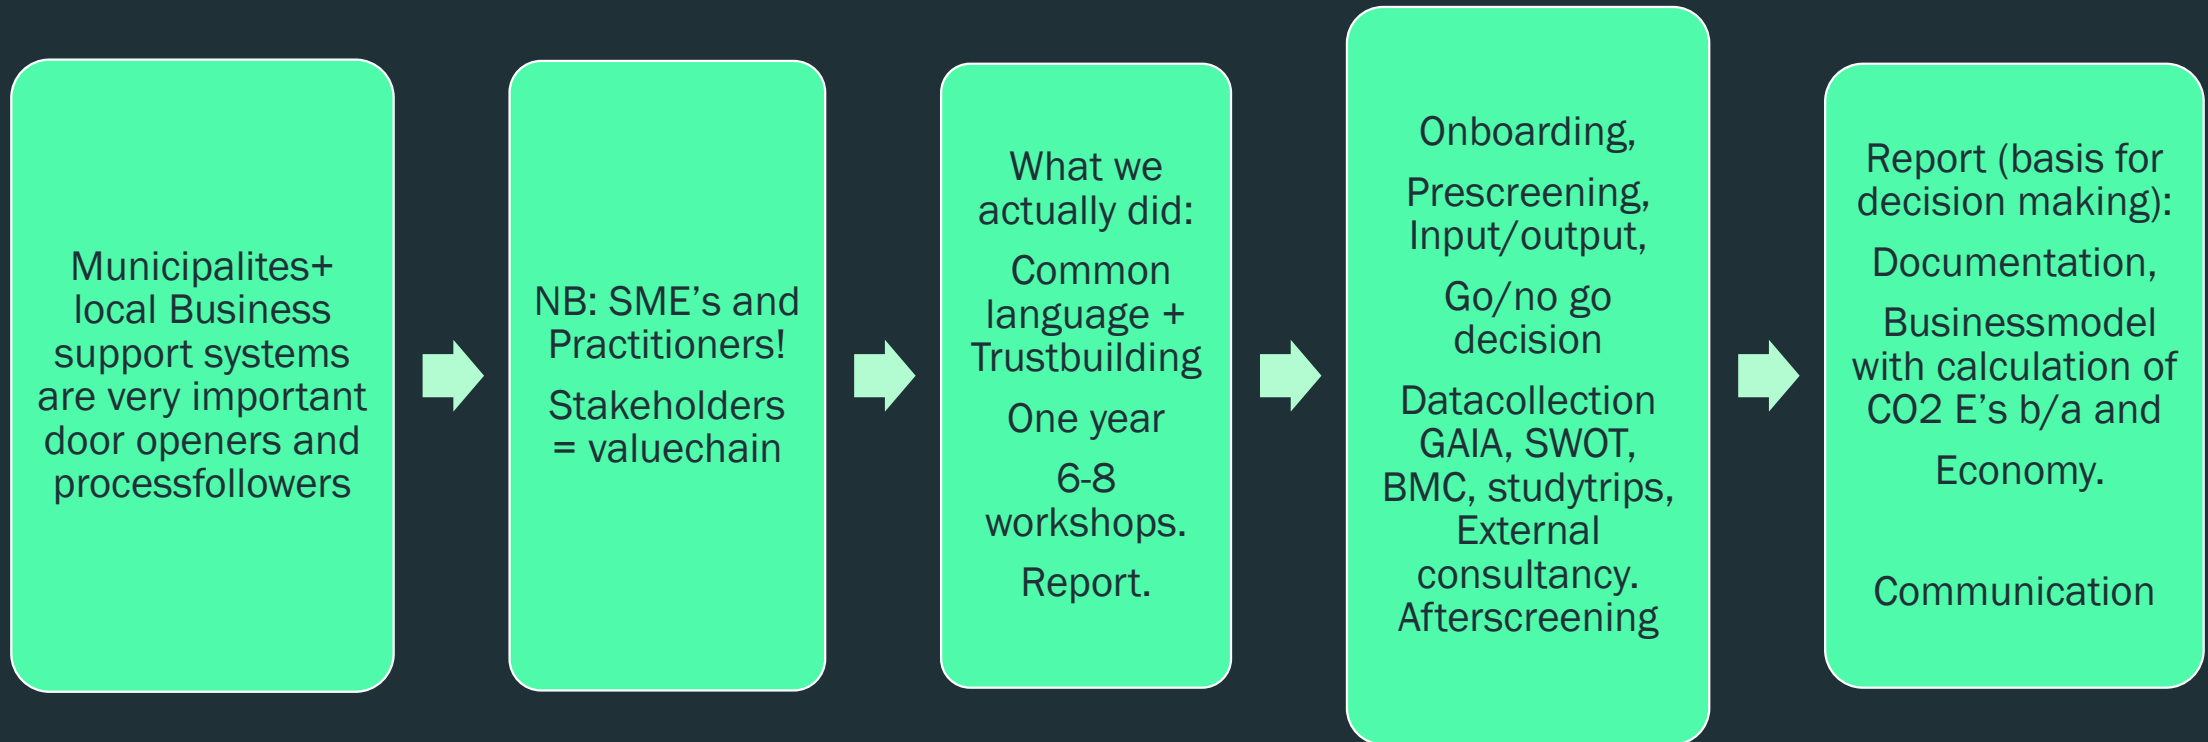 Municipalites+
local Business
support systems
are very important
door openers and
processfollowers
NB: SME's and
Practitioners!
Stakeholders
= valuechain
What we
actually did:
Common
language +
Trustbuilding
One year
6-8
workshops.
Report.
Onboarding,
Prescreening,
Input/output,
Go/no go
decision
Datacollection
GAIA, SWOT,
BMC, studytrips,
External
consultancy.
Afterscreening
Report (basis for
decision making):
Documentation,
Businessmodel
with calculation of
CO2 E's b/a and
Economy.
Communication